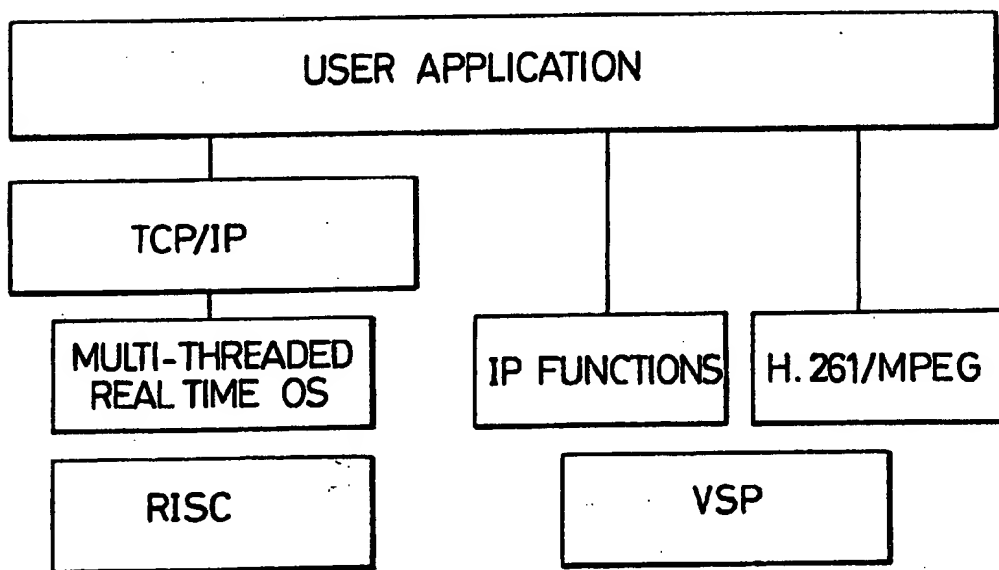 USER APPLICATION
TCP/IP
MULTI-THREADED
REAL TIME OS
IP FUNCTIONS
H.261/MPEG
RISC
VSP